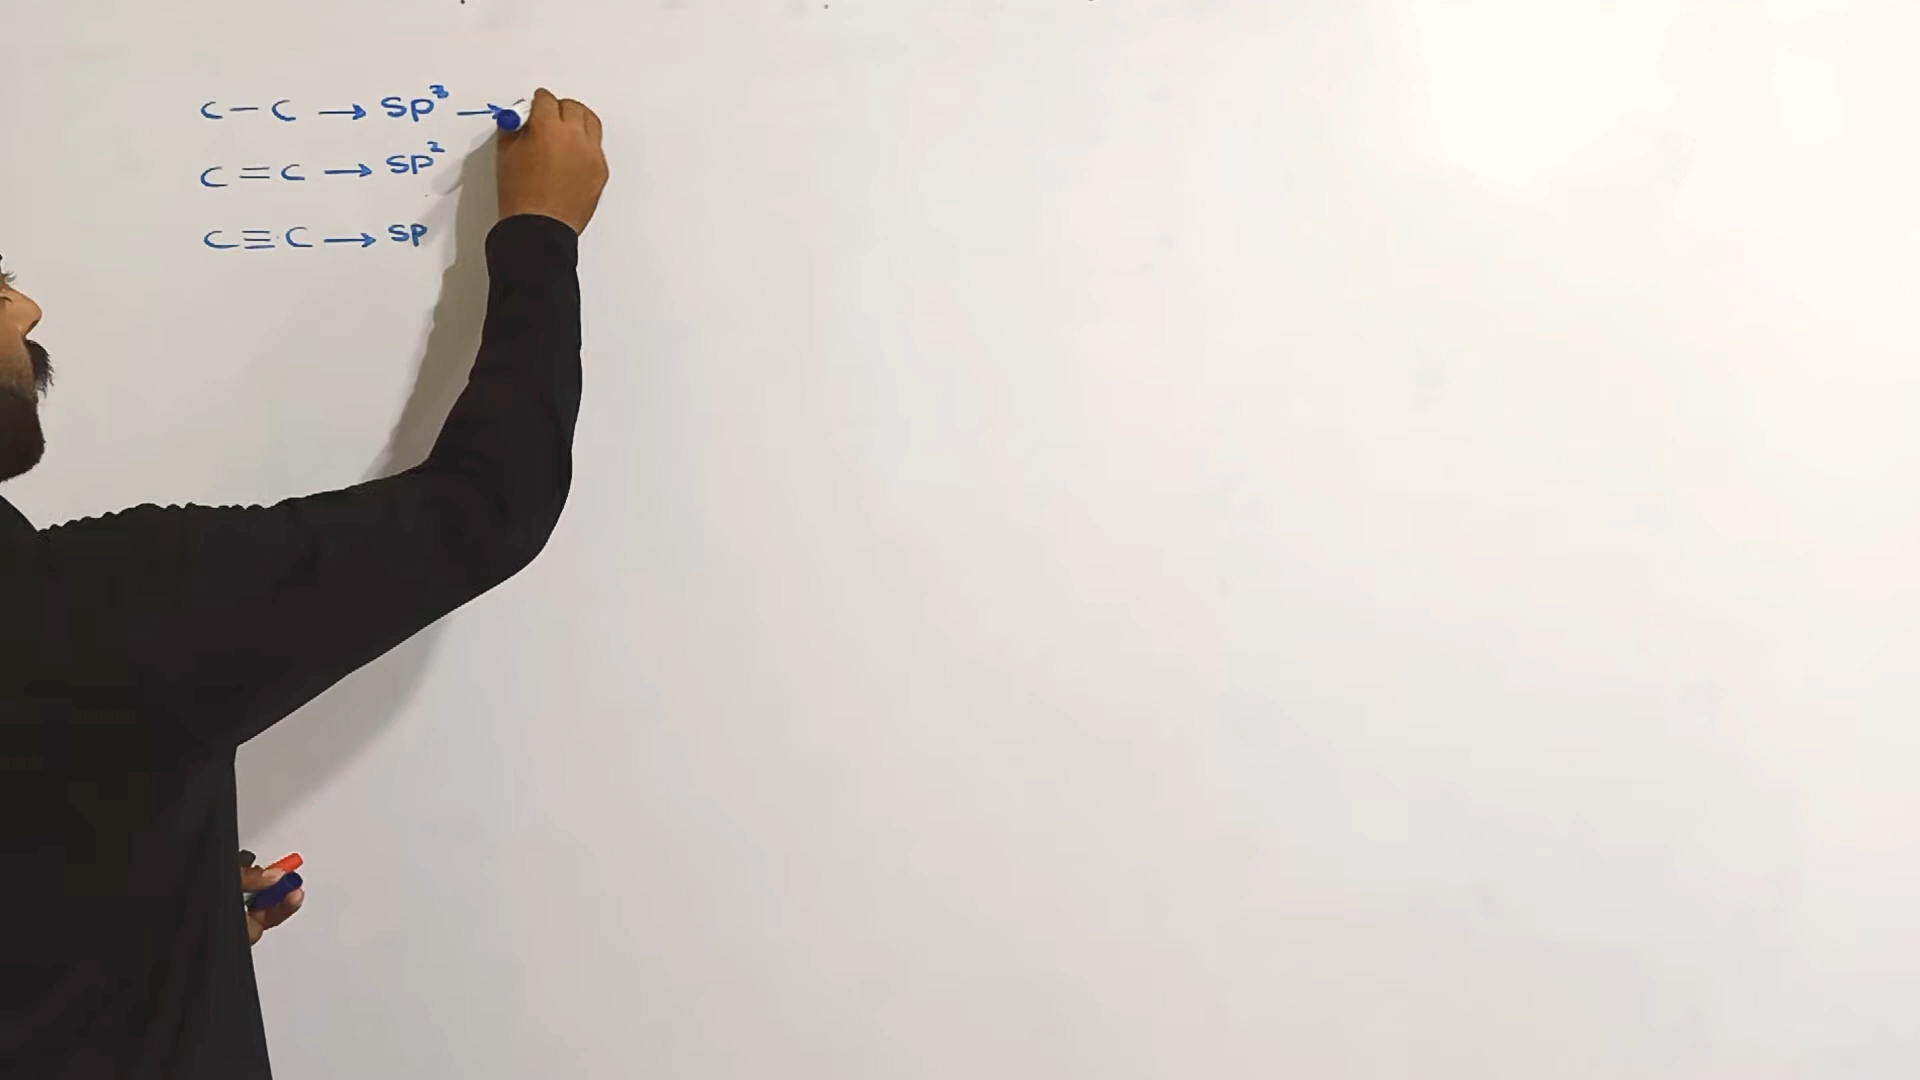 C – C → SP³ →
C = C → SP²
C ≡ C → SP